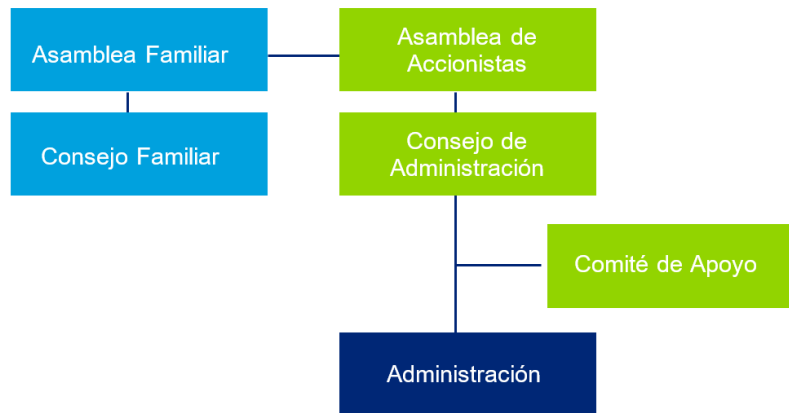 Asamblea Familiar
Asamblea de
Accionistas
Consejo Familiar
Consejo de
Administración
Comité de Apoyo
Administración